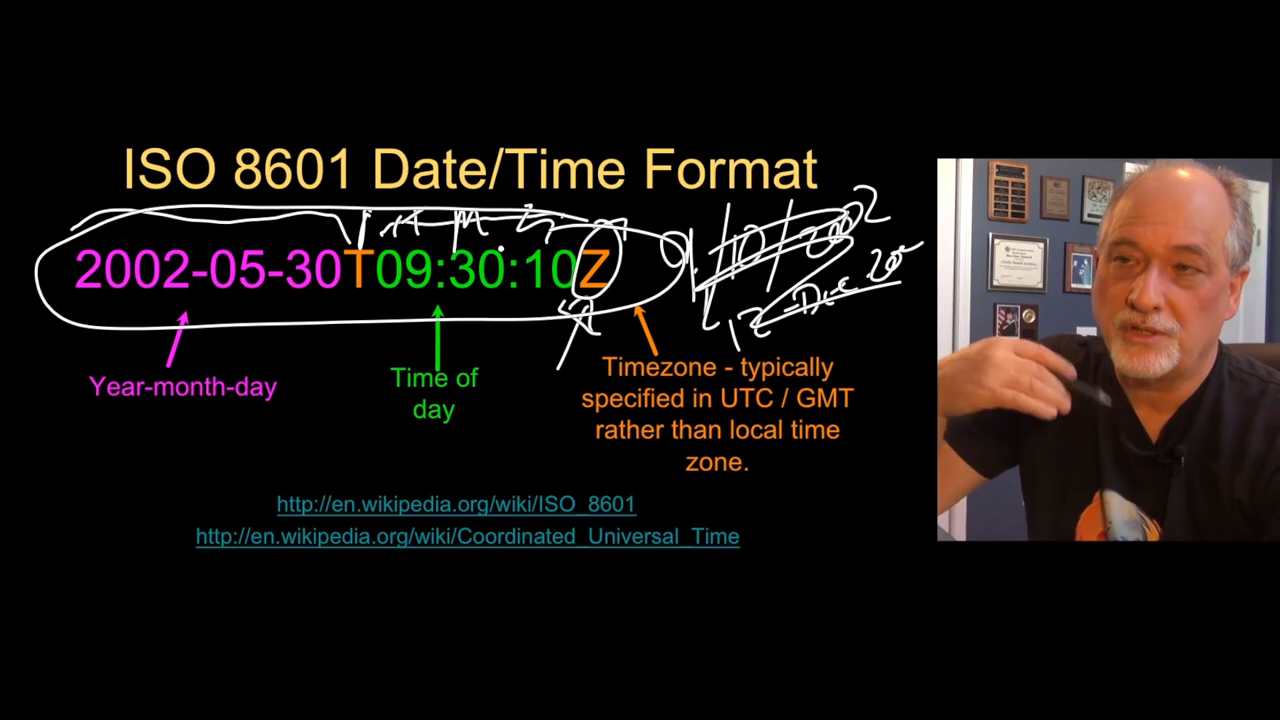 ISO 8601 Date/Time Format
2002-05-30T09:30:10Z
Year-month-day
Time of
day
Timezone - typically
specified in UTC / GMT
rather than local time
zone.
http://en.wikipedia.org/wiki/ISO_8601
http://en.wikipedia.org/wiki/Coordinated_Universal_Time